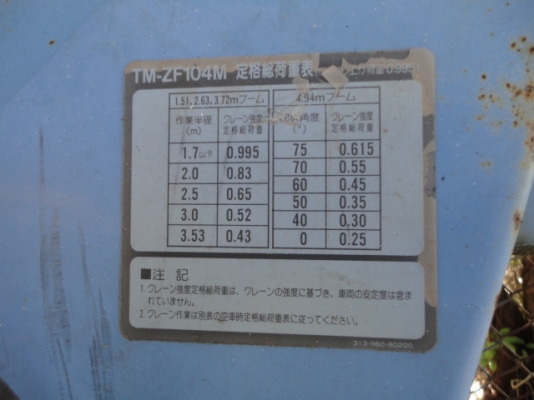 TM-ZF104M 定格総荷重表
1.51, 2.63, 3.72mブーム 4.94mブーム
作業半径(m) クレーン強度定格総荷重 角度(°) クレーン強度定格総荷重
1.7以下 0.995 75 0.615
2.0 0.83 70 0.55
2.5 0.65 60 0.45
3.0 0.52 50 0.35
3.53 0.43 40 0.30
0 0.25
■注 記
1. クレーン強度定格総荷重は、クレーンの強度に基づき、車両の安定度は含ま
れていません。
2. クレーン作業は別表の空車時定格総荷重表に従ってください。
313-960-80200